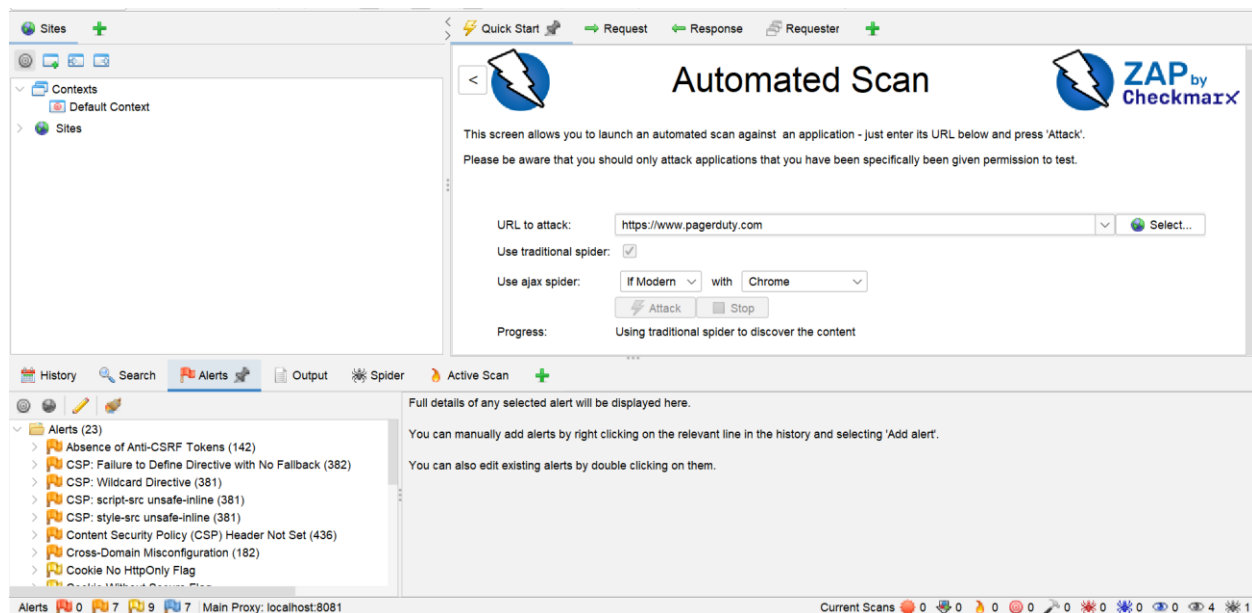 Sites
Quick Start
Request
Response
Requester
Contexts
Default Context
Sites
<
Automated Scan
ZAP by
Checkmarx
This screen allows you to launch an automated scan against an application - just enter its URL below and press 'Attack'.
Please be aware that you should only attack applications that you have been specifically been given permission to test.
URL to attack:
https://www.pagerduty.com
Select...
Use traditional spider:
Use ajax spider:
If Modern
with
Chrome
Attack
Stop
Progress:
Using traditional spider to discover the content
History
Search
Alerts
Output
Spider
Active Scan
Alerts (23)
Absence of Anti-CSRF Tokens (142)
CSP: Failure to Define Directive with No Fallback (382)
CSP: Wildcard Directive (381)
CSP: script-src unsafe-inline (381)
CSP: style-src unsafe-inline (381)
Content Security Policy (CSP) Header Not Set (436)
Cross-Domain Misconfiguration (182)
Cookie No HttpOnly Flag
Cookie Without Secure Flag
Full details of any selected alert will be displayed here.
You can manually add alerts by right clicking on the relevant line in the history and selecting 'Add alert'.
You can also edit existing alerts by double clicking on them.
Alerts 0 7 9 7 Main Proxy: localhost:8081
Current Scans 0 0 0 0 0 0 0 0 4 1